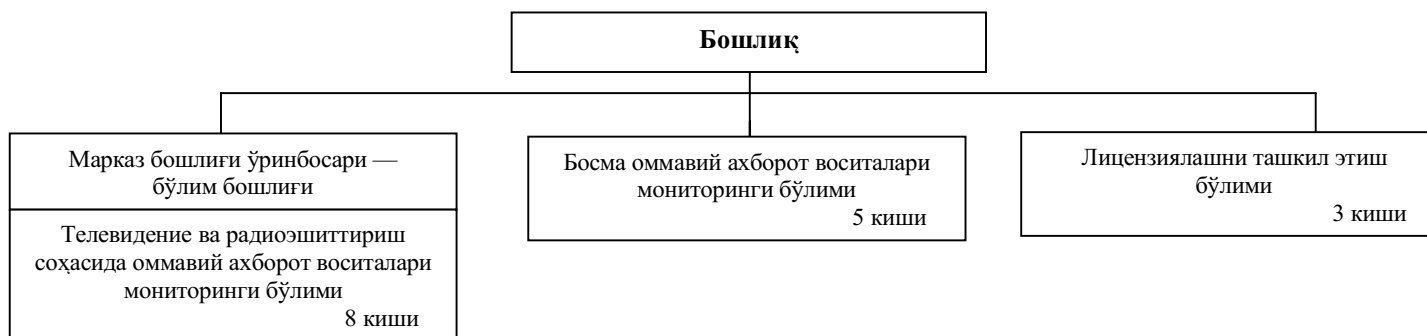 Бошлиқ
Марказ бошлиғи ўринбосари —
бўлим бошлиғи
Телевидение ва радиоэшиттириш
соҳасида оммавий ахборот воситалари
мониторинги бўлими
8 киши
Босма оммавий ахборот воситалари
мониторинги бўлими
5 киши
Лицензиялашни ташкил этиш
бўлими
3 киши